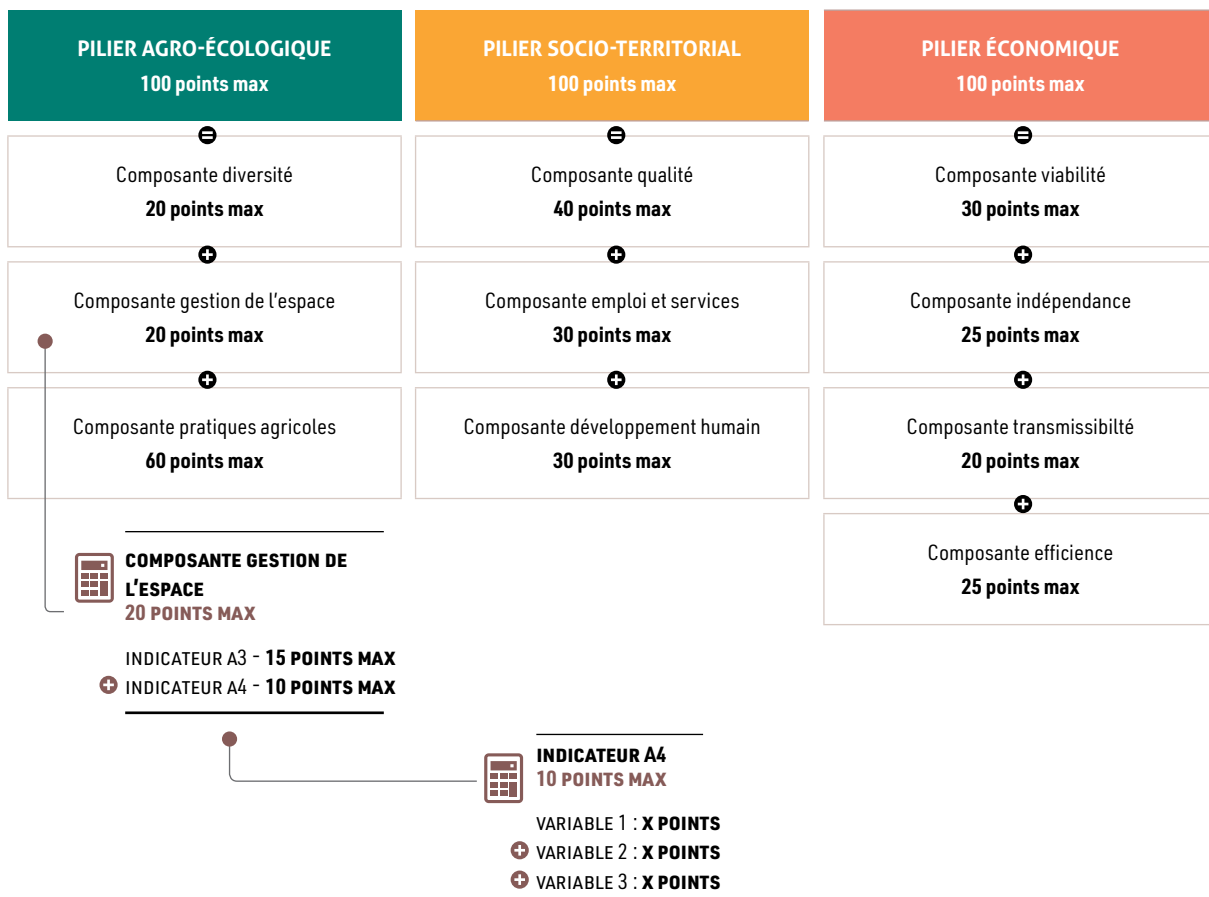 PILIER AGRO-ÉCOLOGIQUE
100 points max
Composante diversité
20 points max
Composante gestion de l'espace
20 points max
Composante pratiques agricoles
60 points max
PILIER SOCIO-TERRITORIAL
100 points max
Composante qualité
40 points max
Composante emploi et services
30 points max
Composante développement humain
30 points max
PILIER ÉCONOMIQUE
100 points max
Composante viabilité
30 points max
Composante indépendance
25 points max
Composante transmissibilté
20 points max
Composante efficience
25 points max
COMPOSANTE GESTION DE
L'ESPACE
20 POINTS MAX
INDICATEUR A3 - 15 POINTS MAX
+ INDICATEUR A4 - 10 POINTS MAX
INDICATEUR A4
10 POINTS MAX
VARIABLE 1 : X POINTS
+ VARIABLE 2 : X POINTS
+ VARIABLE 3 : X POINTS